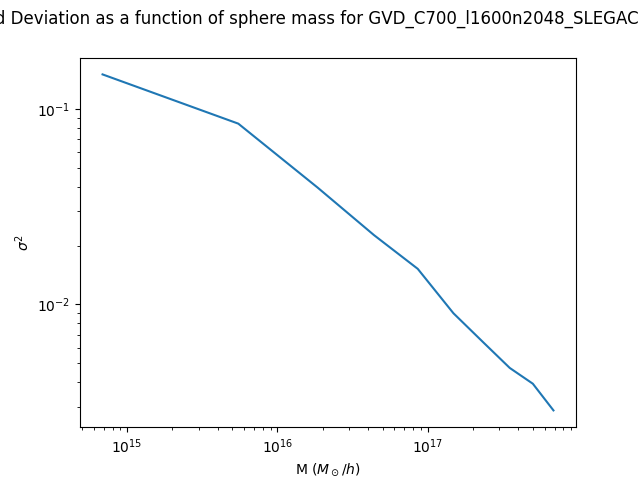 d Deviation as a function of sphere mass for GVD_C700_l1600n2048_SLEGAC
10⁻¹
σ²
10⁻²
10¹⁵
10¹⁶
10¹⁷
M (M⊙/h)